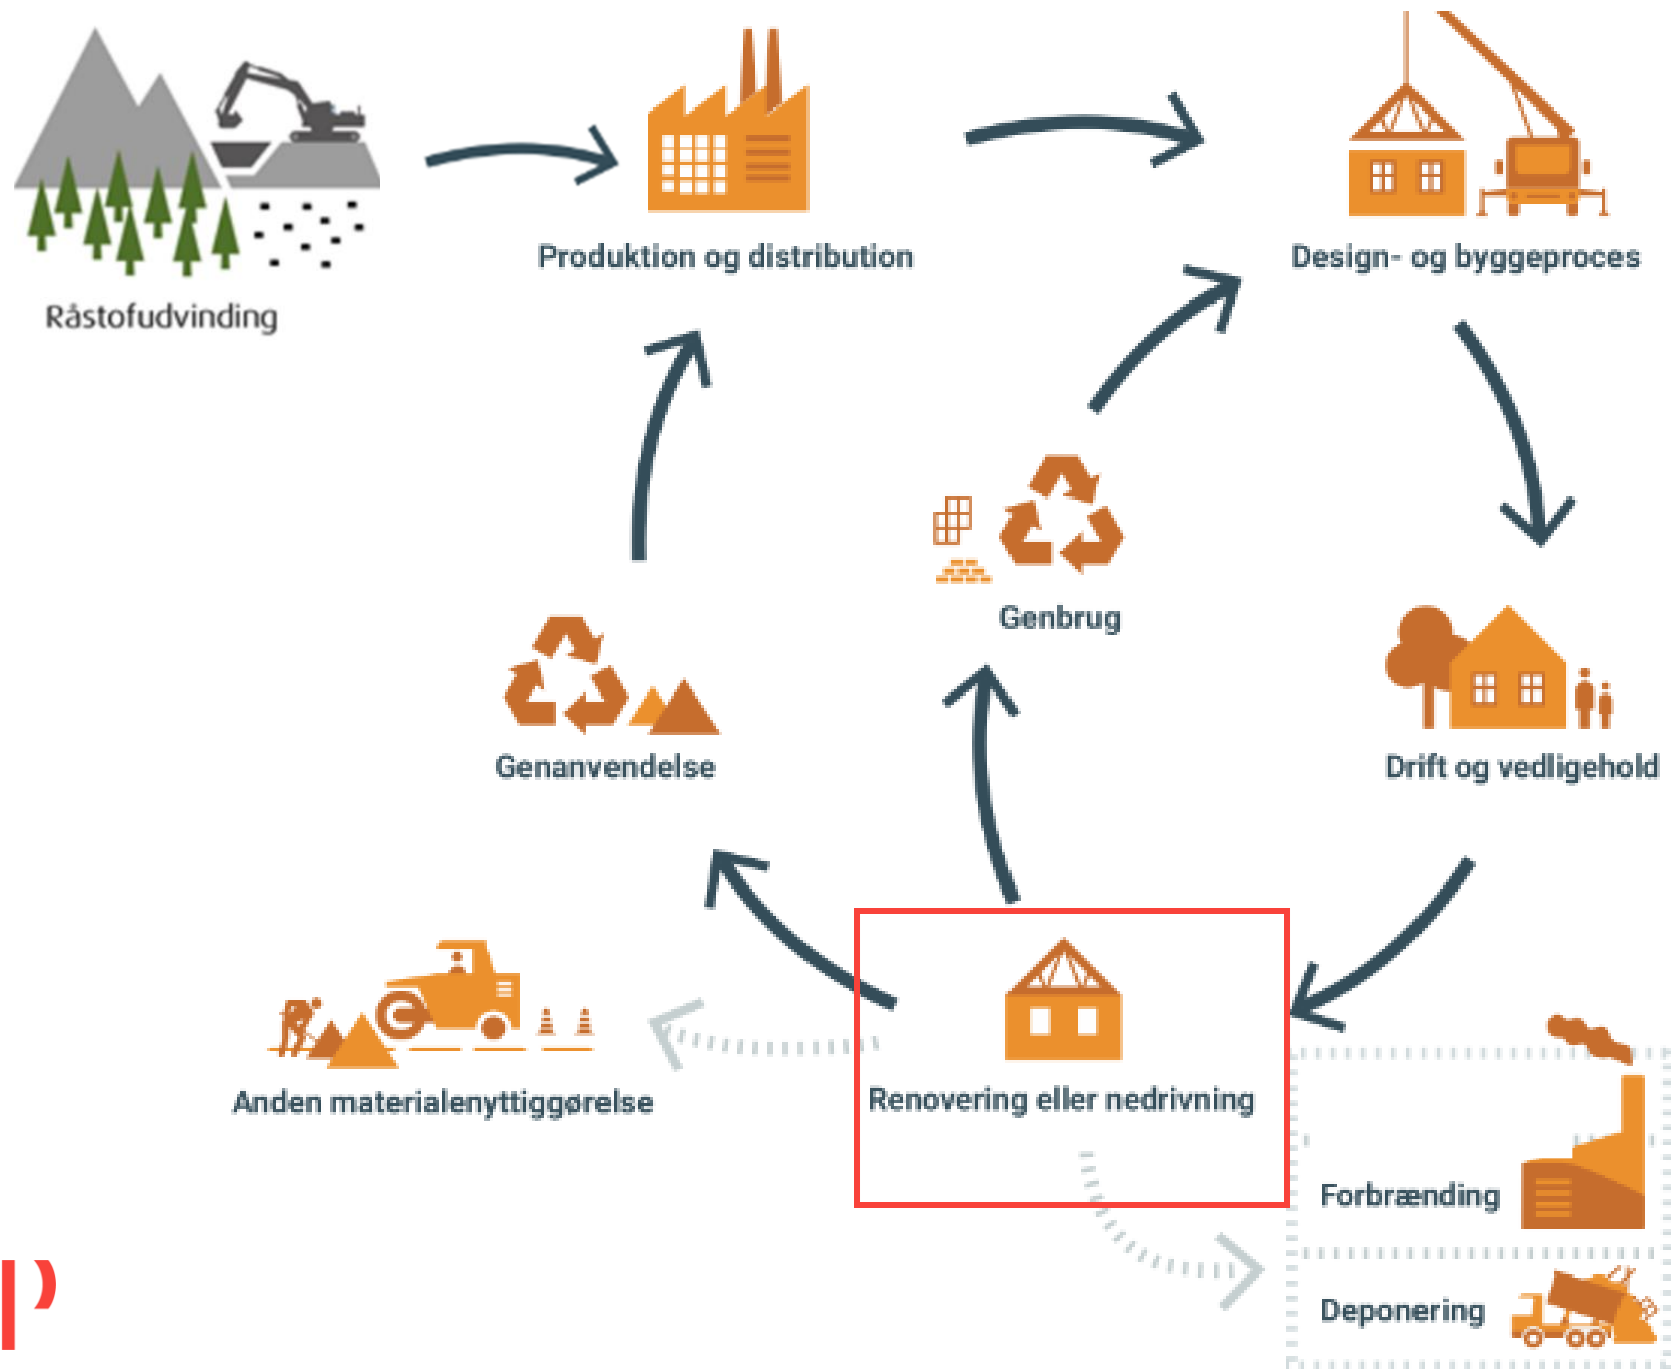 Produktion og distribution
Design- og byggeproces
Råstofudvinding
Genbrug
Genanvendelse
Drift og vedligehold
Anden materialenyttiggørelse
Renovering eller nedrivning
Forbrænding
Deponering